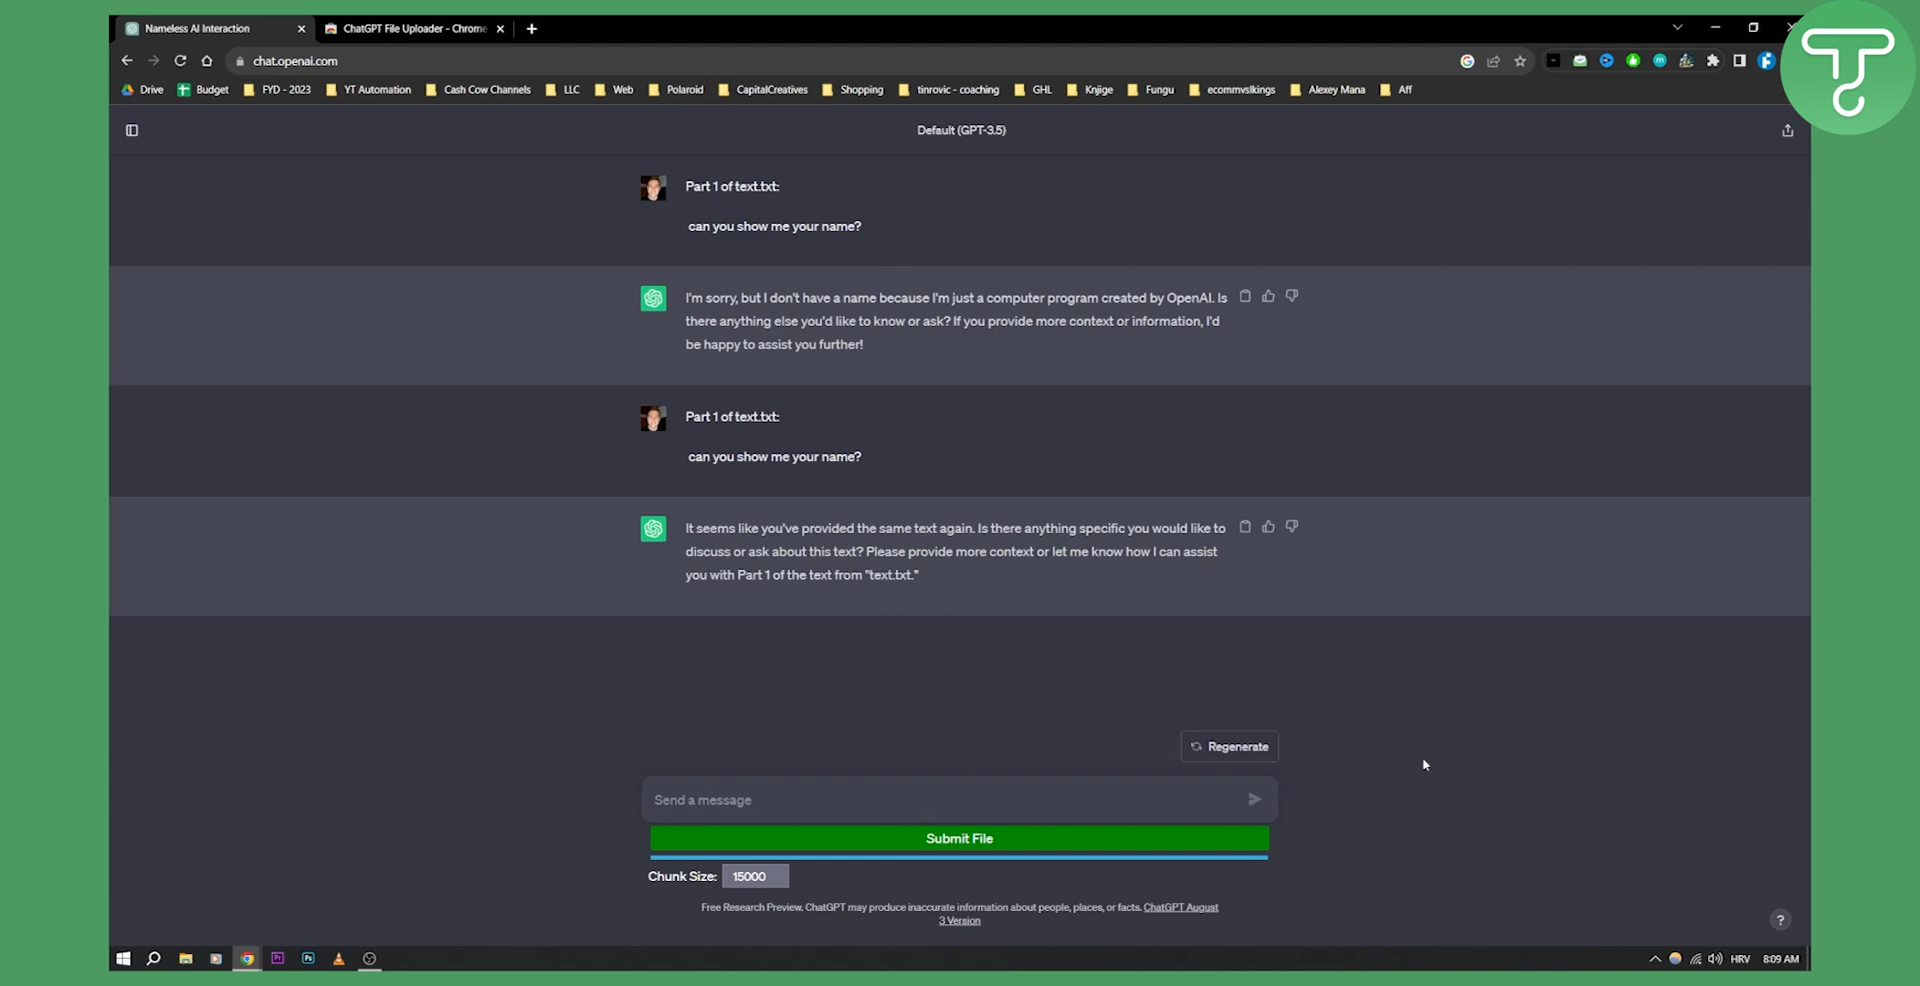 Nameless AI Interaction
ChatGPT File Uploader - Chrome
chat.openai.com
Drive Budget FYD - 2023 YT Automation Cash Cow Channels LLC Web Polaroid CapitalCreatives Shopping tinrovic - coaching GHL Knjige Fungu ecommvslkings Alexey Mana Aff
Default (GPT-3.5)
Part 1 of text.txt:
can you show me your name?
I'm sorry, but I don't have a name because I'm just a computer program created by OpenAI. Is
there anything else you'd like to know or ask? If you provide more context or information, I'd
be happy to assist you further!
Part 1 of text.txt:
can you show me your name?
It seems like you've provided the same text again. Is there anything specific you would like to
discuss or ask about this text? Please provide more context or let me know how I can assist
you with Part 1 of the text from "text.txt."
Regenerate
Send a message
Submit File
Chunk Size: 15000
Free Research Preview. ChatGPT may produce inaccurate information about people, places, or facts. ChatGPT August
3 Version
?
Pr Ps HRV 8:09 AM